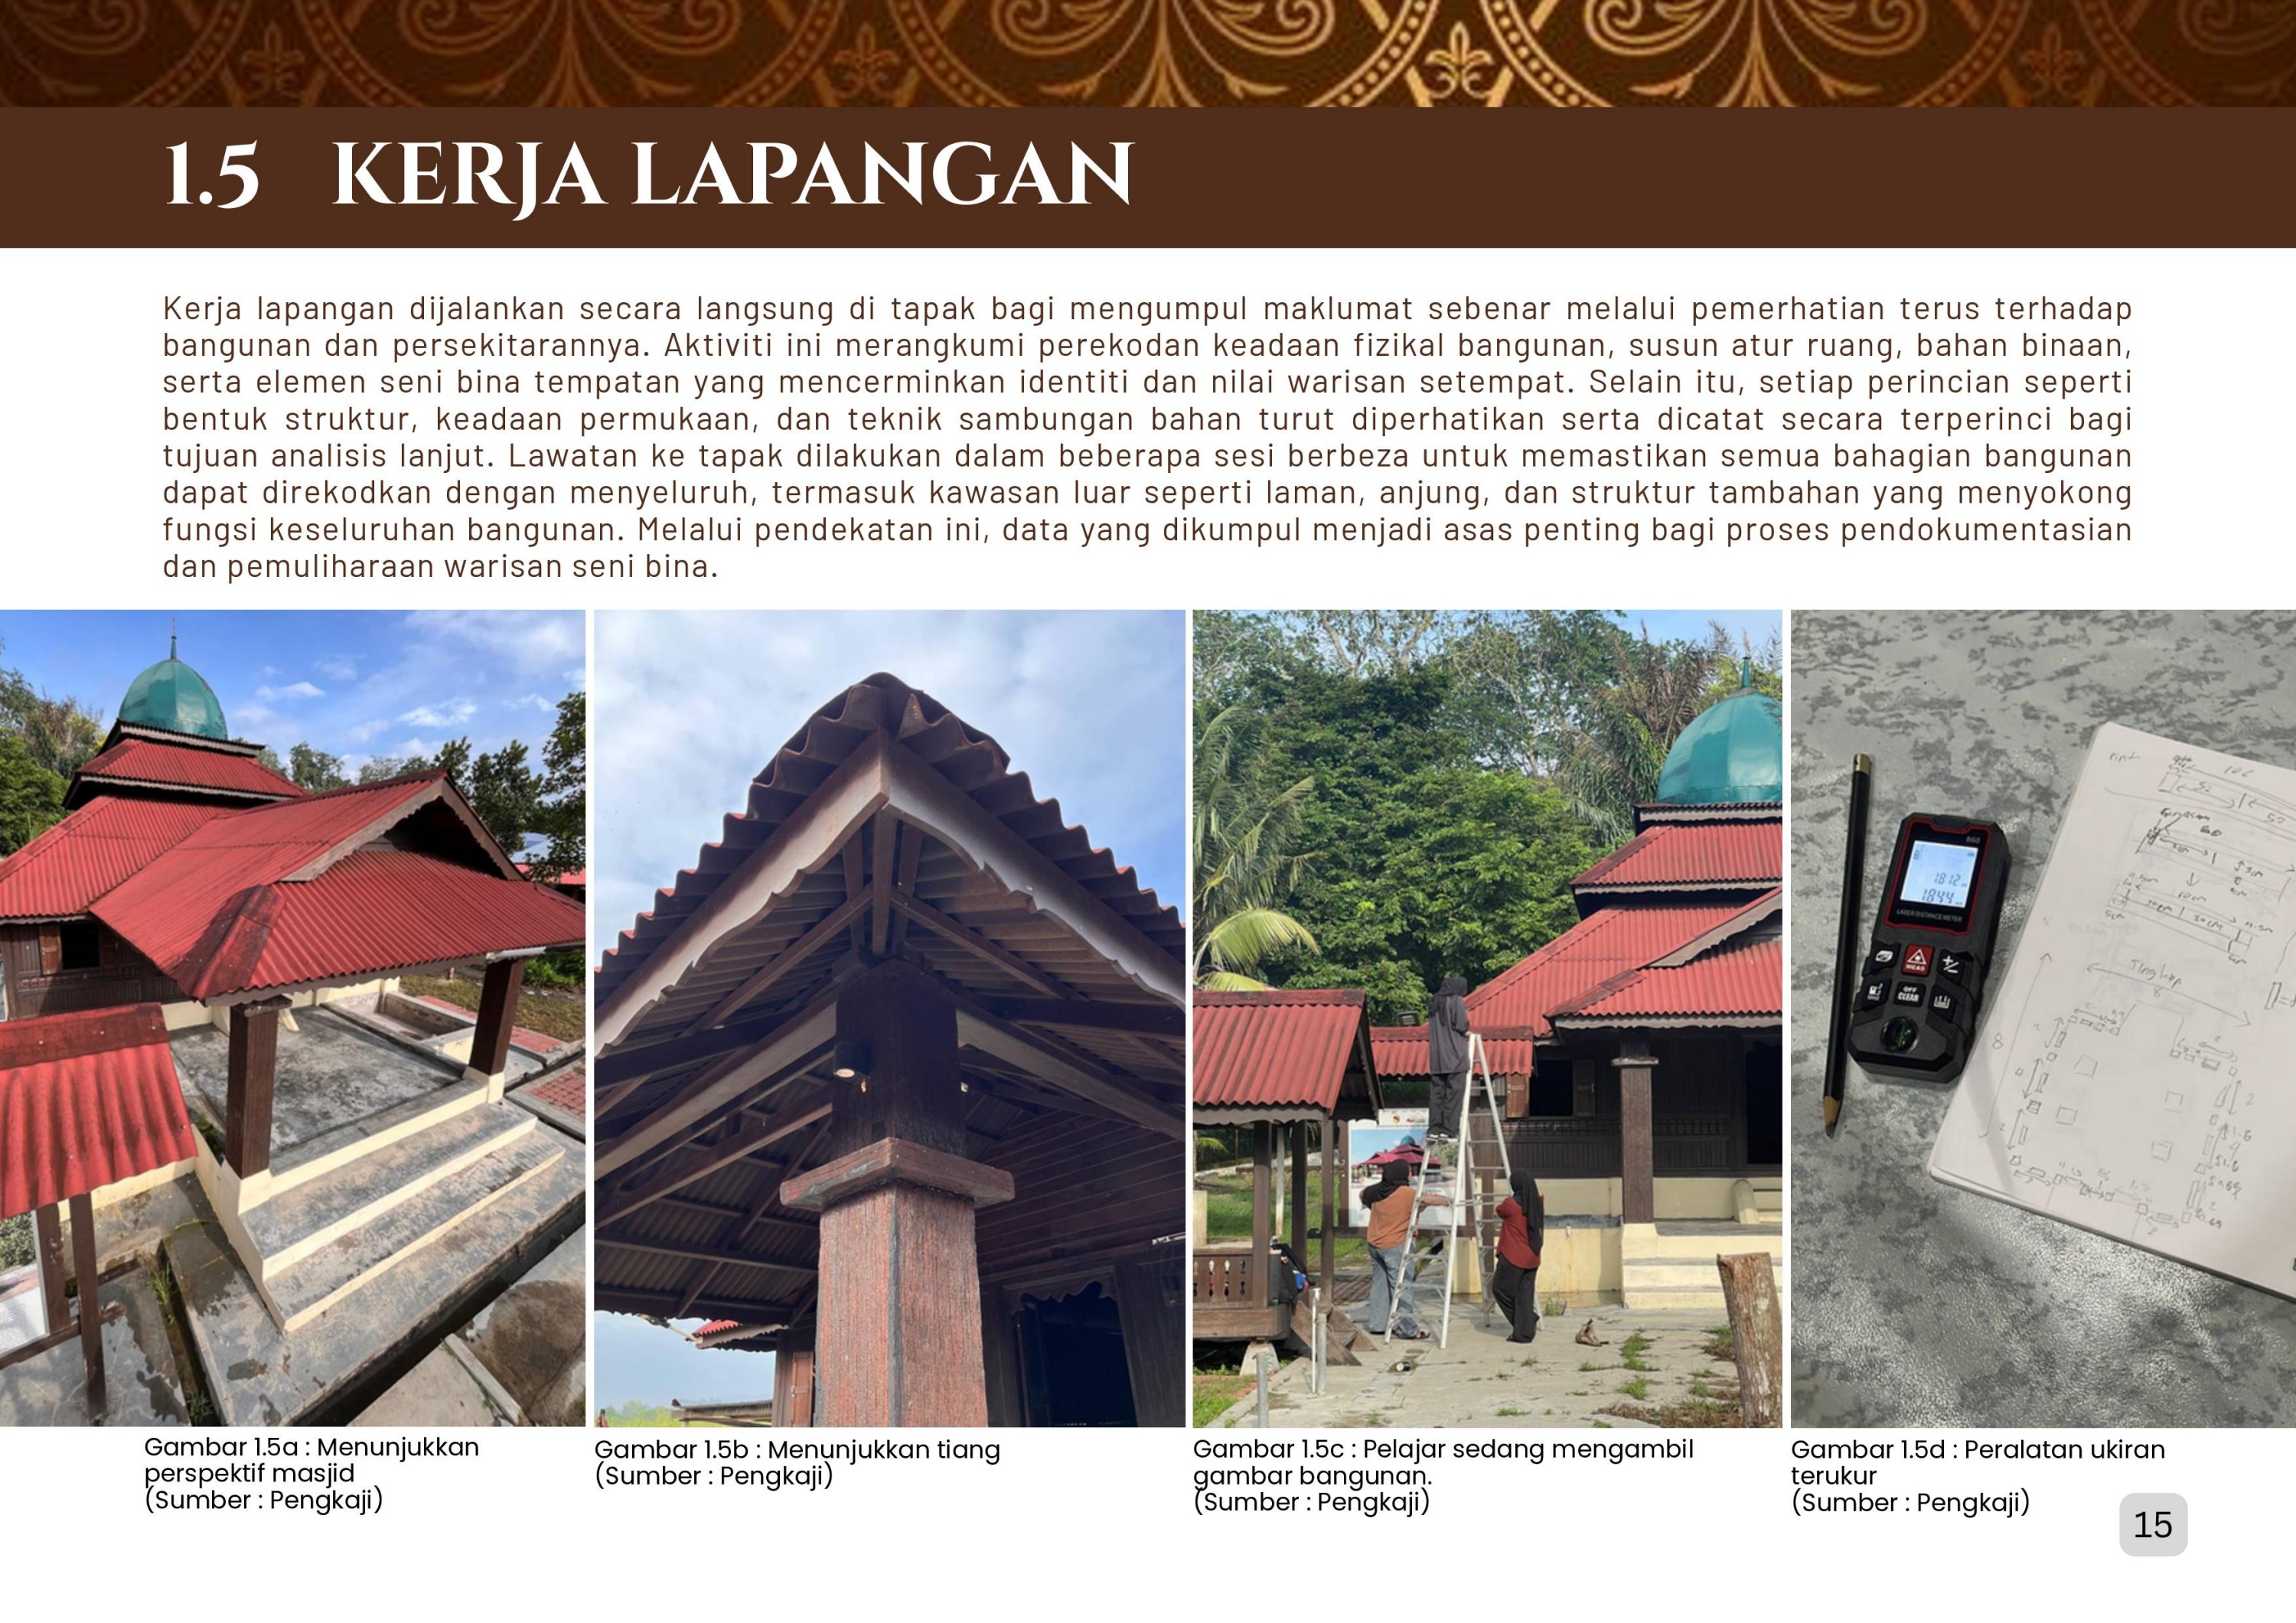 1.5 KERJA LAPANGAN
Kerja lapangan dijalankan secara langsung di tapak bagi mengumpul maklumat sebenar melalui pemerhatian terus terhadap
bangunan dan persekitarannya. Aktiviti ini merangkumi perekodan keadaan fizikal bangunan, susun atur ruang, bahan binaan,
serta elemen seni bina tempatan yang mencerminkan identiti dan nilai warisan setempat. Selain itu, setiap perincian seperti
bentuk struktur, keadaan permukaan, dan teknik sambungan bahan turut diperhatikan serta dicatat secara terperinci bagi
tujuan analisis lanjut. Lawatan ke tapak dilakukan dalam beberapa sesi berbeza untuk memastikan semua bahagian bangunan
dapat direkodkan dengan menyeluruh, termasuk kawasan luar seperti laman, anjung, dan struktur tambahan yang menyokong
fungsi keseluruhan bangunan. Melalui pendekatan ini, data yang dikumpul menjadi asas penting bagi proses pendokumentasian
dan pemuliharaan warisan seni bina.
LASER DISTANCE METER
MEAS
OFF
CLEAR
Gambar 1.5a : Menunjukkan
perspektif masjid
(Sumber : Pengkaji)
Gambar 1.5b : Menunjukkan tiang
(Sumber : Pengkaji)
Gambar 1.5c : Pelajar sedang mengambil
gambar bangunan.
(Sumber : Pengkaji)
Gambar 1.5d : Peralatan ukiran
terukur
(Sumber : Pengkaji)
15